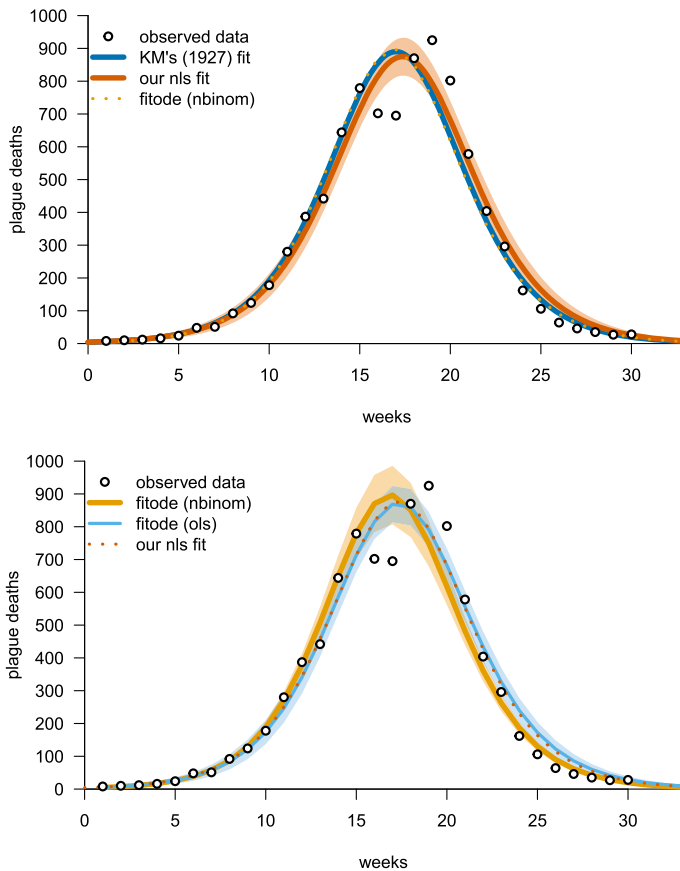 1000
900
800
700
600
500
400
300
200
100
0
plague deaths
observed data
KM's (1927) fit
our nls fit
fitode (nbinom)
0 5 10 15 20 25 30
weeks
1000
900
800
700
600
500
400
300
200
100
0
plague deaths
observed data
fitode (nbinom)
fitode (ols)
our nls fit
0 5 10 15 20 25 30
weeks